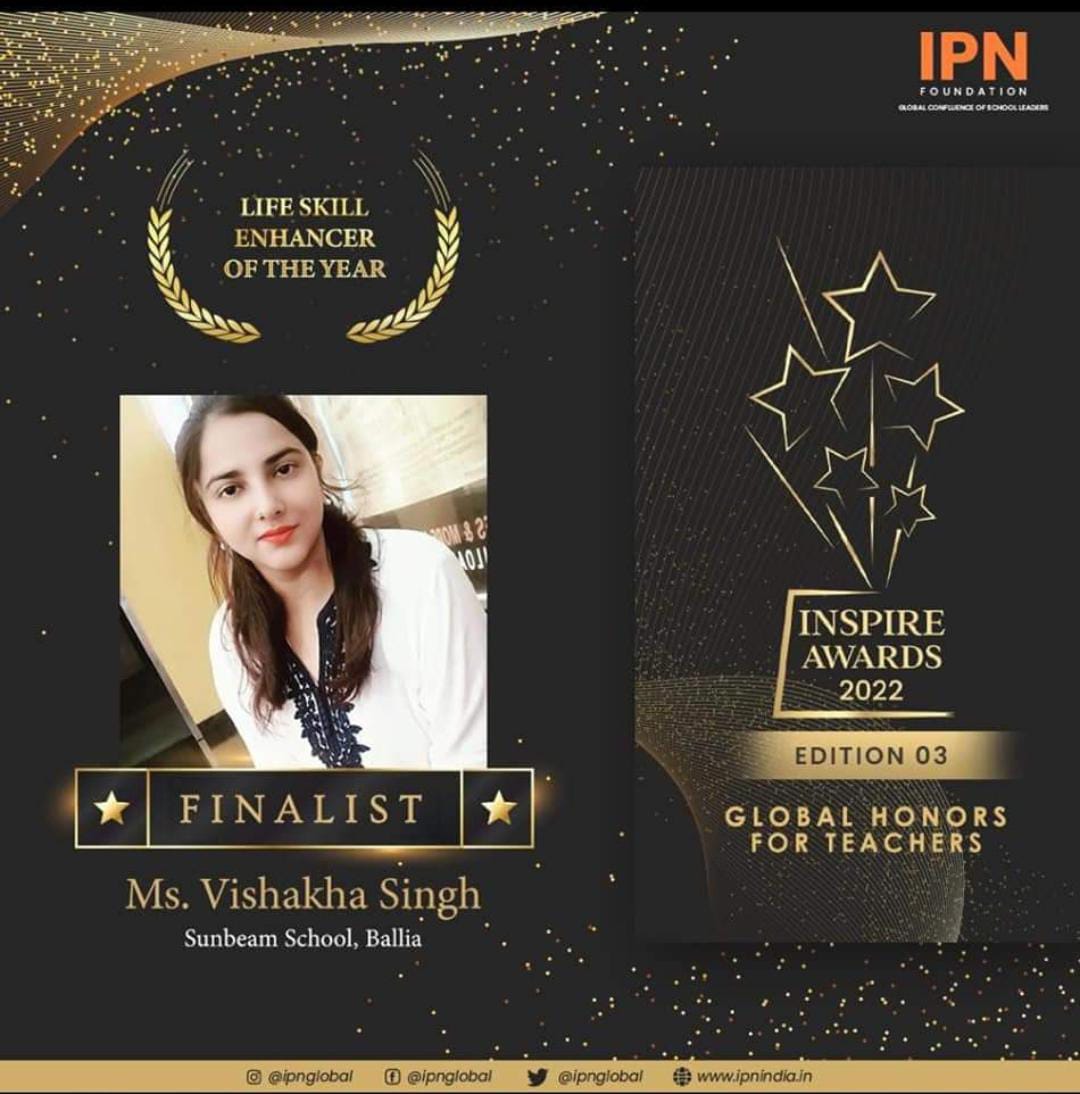 IPN
FOUNDATION
GLOBAL CONFLUENCE OF SCHOOL LEADERS
LIFE SKILL
ENHANCER
OF THE YEAR
FINALIST
Ms. Vishakha Singh
Sunbeam School, Ballia
INSPIRE
AWARDS
2022
EDITION 03
GLOBAL HONORS
FOR TEACHERS
@ipnglobal @ipnglobal @ipnglobal www.ipnindia.in